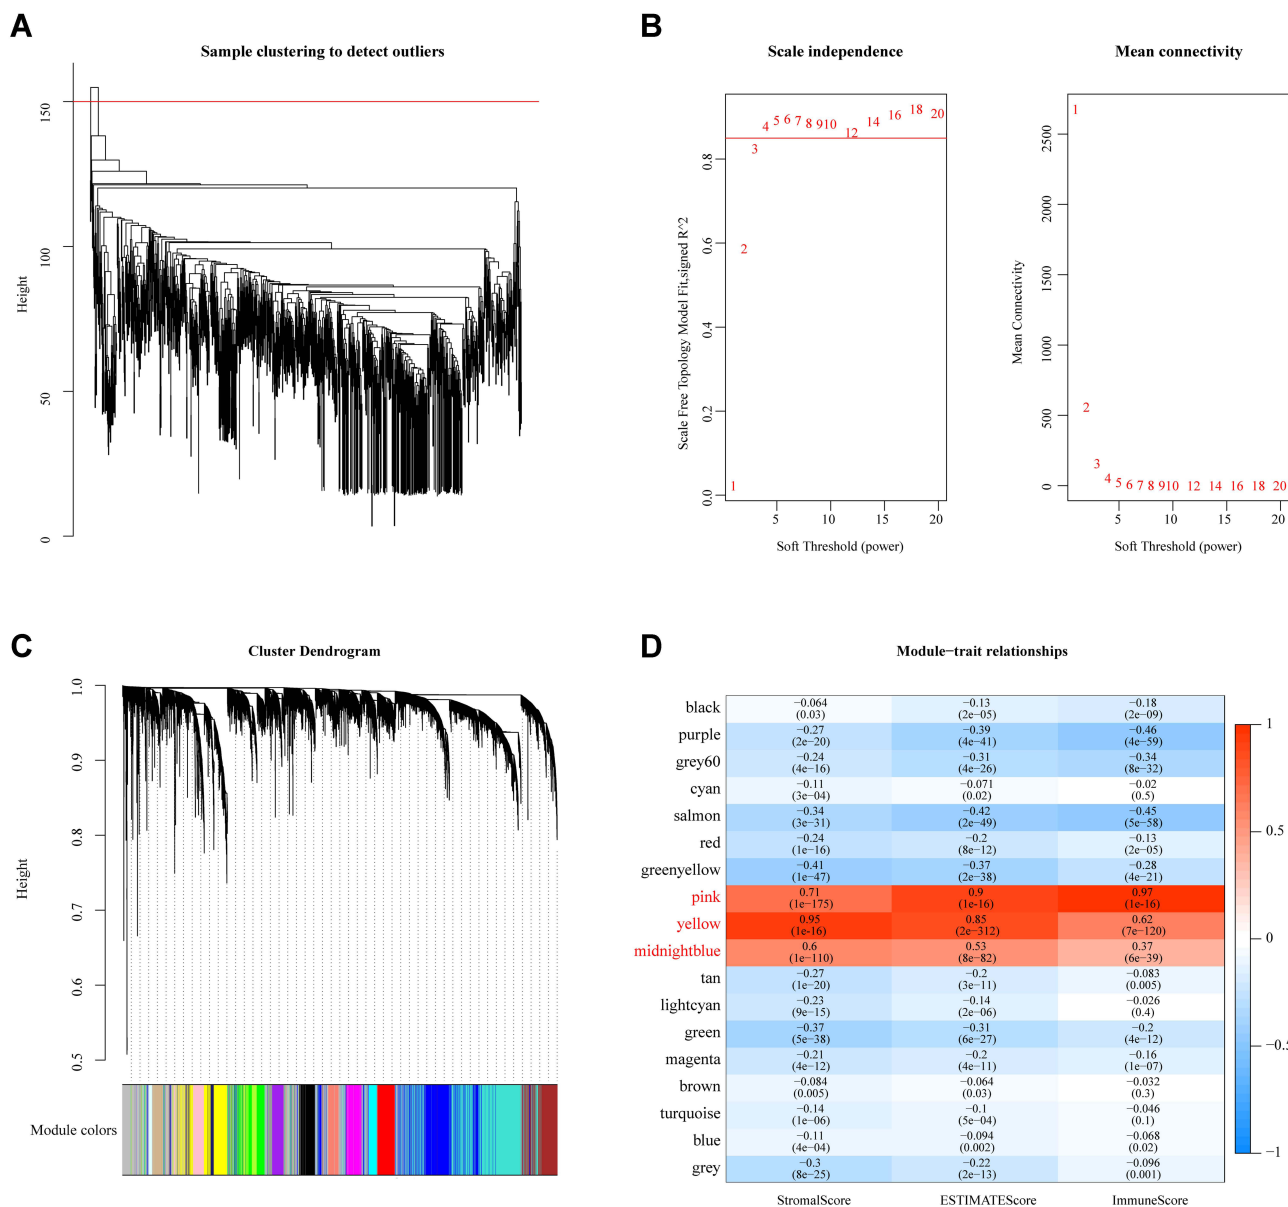 A
Sample clustering to detect outliers
Height
150
100
50
0
B
Scale independence
Scale Free Topology Model Fit,signed R^2
0.8
0.6
0.4
0.2
0.0
1
2
3
4
5
6
7
8
9
10
12
14
16
18
20
5 10 15 20
Soft Threshold (power)
Mean connectivity
Mean Connectivity
2500
2000
1500
1000
500
0
1
2
3
4
5
6
7
8
9
10
12
14
16
18
20
5 10 15 20
Soft Threshold (power)
C
Cluster Dendrogram
Height
1.0
0.9
0.8
0.7
0.6
0.5
Module colors
D
Module−trait relationships
black −0.064 −0.13 −0.18
(0.03) (2e−05) (2e−09)
purple −0.27 −0.39 −0.46
(2e−20) (4e−41) (4e−59)
grey60 −0.24 −0.31 −0.34
(4e−16) (4e−26) (8e−32)
cyan −0.11 −0.071 −0.02
(3e−04) (0.02) (0.5)
salmon −0.34 −0.42 −0.45
(3e−31) (2e−49) (5e−58)
red −0.24 −0.2 −0.13
(1e−16) (8e−12) (2e−05)
greenyellow −0.41 −0.37 −0.28
(1e−47) (2e−38) (4e−21)
pink 0.71 0.9 0.97
(1e−175) (1e-16) (1e-16)
yellow 0.95 0.85 0.62
(1e-16) (2e−312) (7e−120)
midnightblue 0.6 0.53 0.37
(1e−110) (8e−82) (6e−39)
tan −0.27 −0.2 −0.083
(1e−20) (3e−11) (0.005)
lightcyan −0.23 −0.14 −0.026
(9e−15) (2e−06) (0.4)
green −0.37 −0.31 −0.2
(5e−38) (6e−27) (4e−12)
magenta −0.21 −0.2 −0.16
(4e−12) (4e−11) (1e−07)
brown −0.084 −0.064 −0.032
(0.005) (0.03) (0.3)
turquoise −0.14 −0.1 −0.046
(1e−06) (5e−04) (0.1)
blue −0.11 −0.094 −0.068
(4e−04) (0.002) (0.02)
grey −0.3 −0.22 −0.096
(8e−25) (2e−13) (0.001)
StromalScore ESTIMATEScore ImmuneScore
1
0.5
0
−0.5
−1